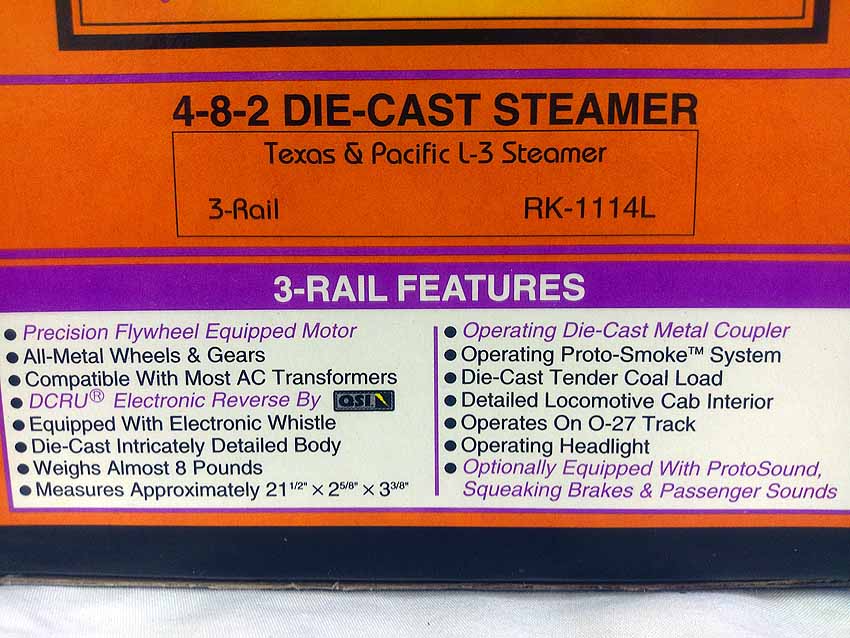 4-8-2 DIE-CAST STEAMER
Texas & Pacific L-3 Steamer
3-Rail RK-1114L
3-RAIL FEATURES
• Precision Flywheel Equipped Motor
• All-Metal Wheels & Gears
• Compatible With Most AC Transformers
• DCRU® Electronic Reverse By QSI
• Equipped With Electronic Whistle
• Die-Cast Intricately Detailed Body
• Weighs Almost 8 Pounds
• Measures Approximately 21 1/2" × 2 5/8" × 3 3/8"
• Operating Die-Cast Metal Coupler
• Operating Proto-Smoke™ System
• Die-Cast Tender Coal Load
• Detailed Locomotive Cab Interior
• Operates On O-27 Track
• Operating Headlight
• Optionally Equipped With ProtoSound,
Squeaking Brakes & Passenger Sounds